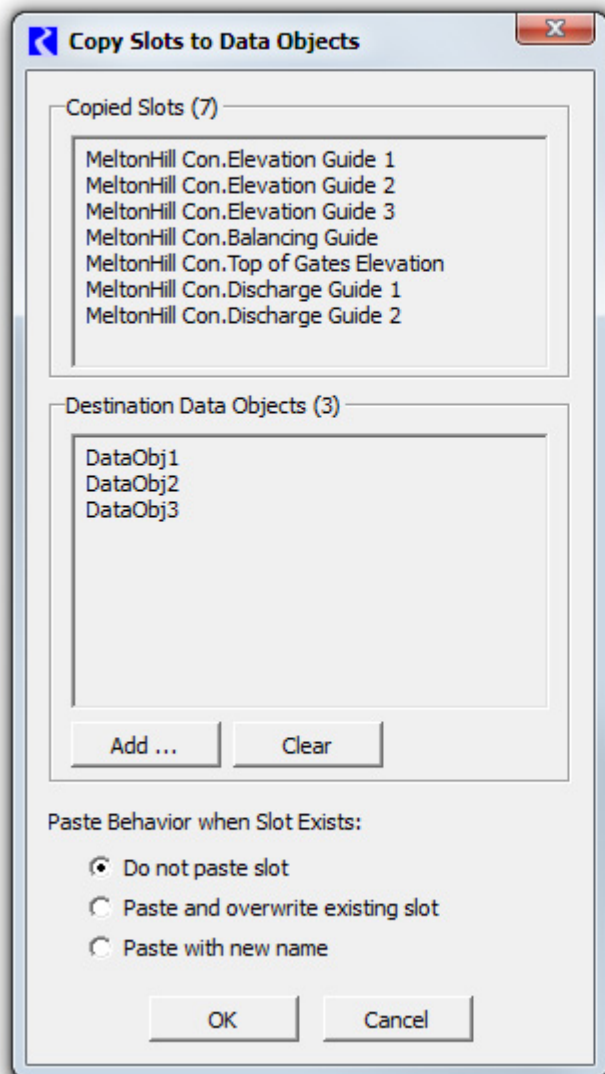 Copy Slots to Data Objects
Copied Slots (7)
MeltonHill Con.Elevation Guide 1
MeltonHill Con.Elevation Guide 2
MeltonHill Con.Elevation Guide 3
MeltonHill Con.Balancing Guide
MeltonHill Con.Top of Gates Elevation
MeltonHill Con.Discharge Guide 1
MeltonHill Con.Discharge Guide 2
Destination Data Objects (3)
DataObj1
DataObj2
DataObj3
Add ... Clear
Paste Behavior when Slot Exists:
Do not paste slot
Paste and overwrite existing slot
Paste with new name
OK Cancel